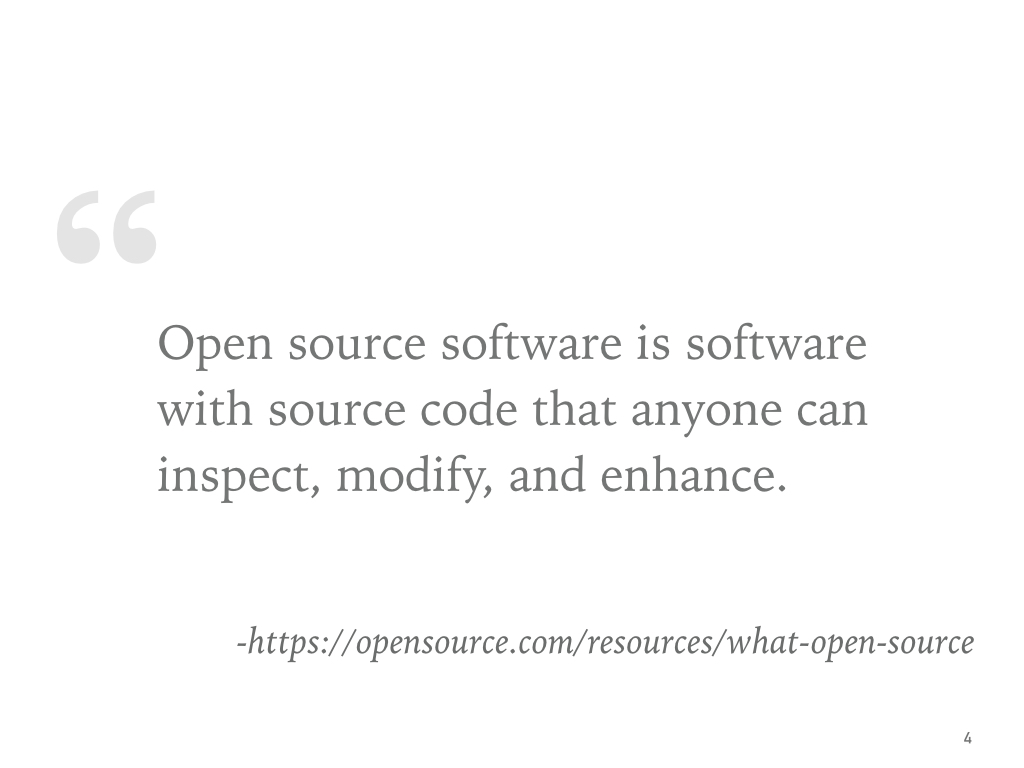 “
Open source software is software
with source code that anyone can
inspect, modify, and enhance.
-https://opensource.com/resources/what-open-source
4